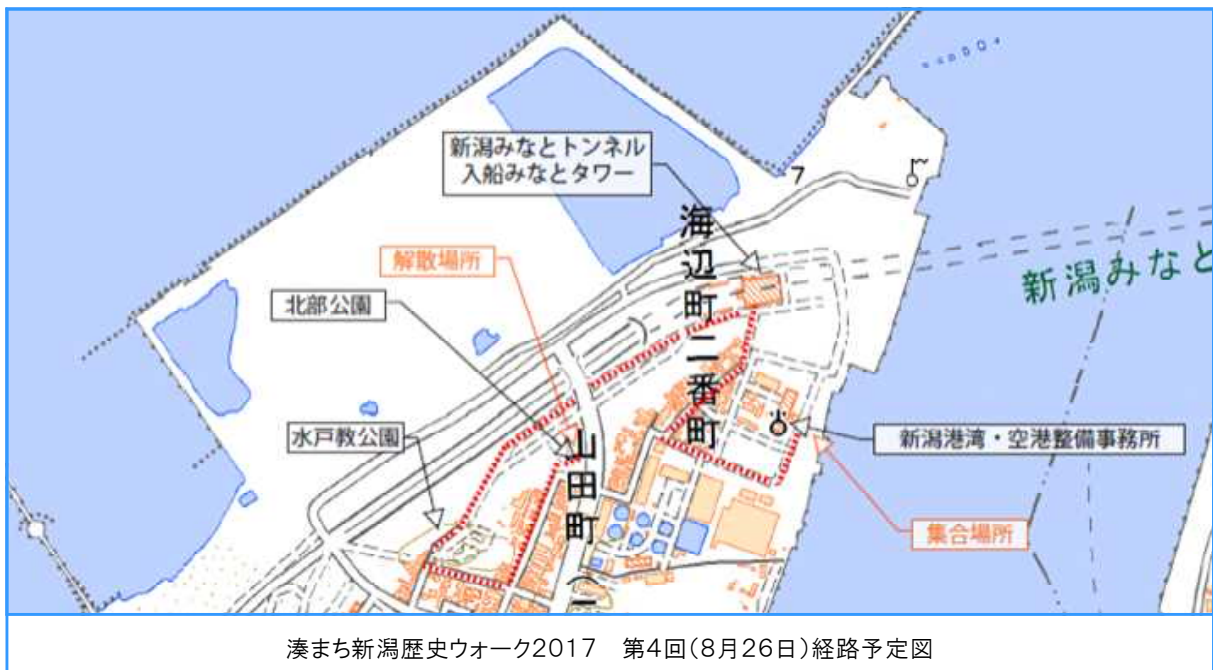 新潟みなとトンネル
入船みなとタワー
7
海辺町二番町
解散場所
新潟みなと
北部公園
水戸教公園
山田町
新潟港湾・空港整備事務所
集合場所
湊まち新潟歴史ウォーク2017 第4回(8月26日)経路予定図